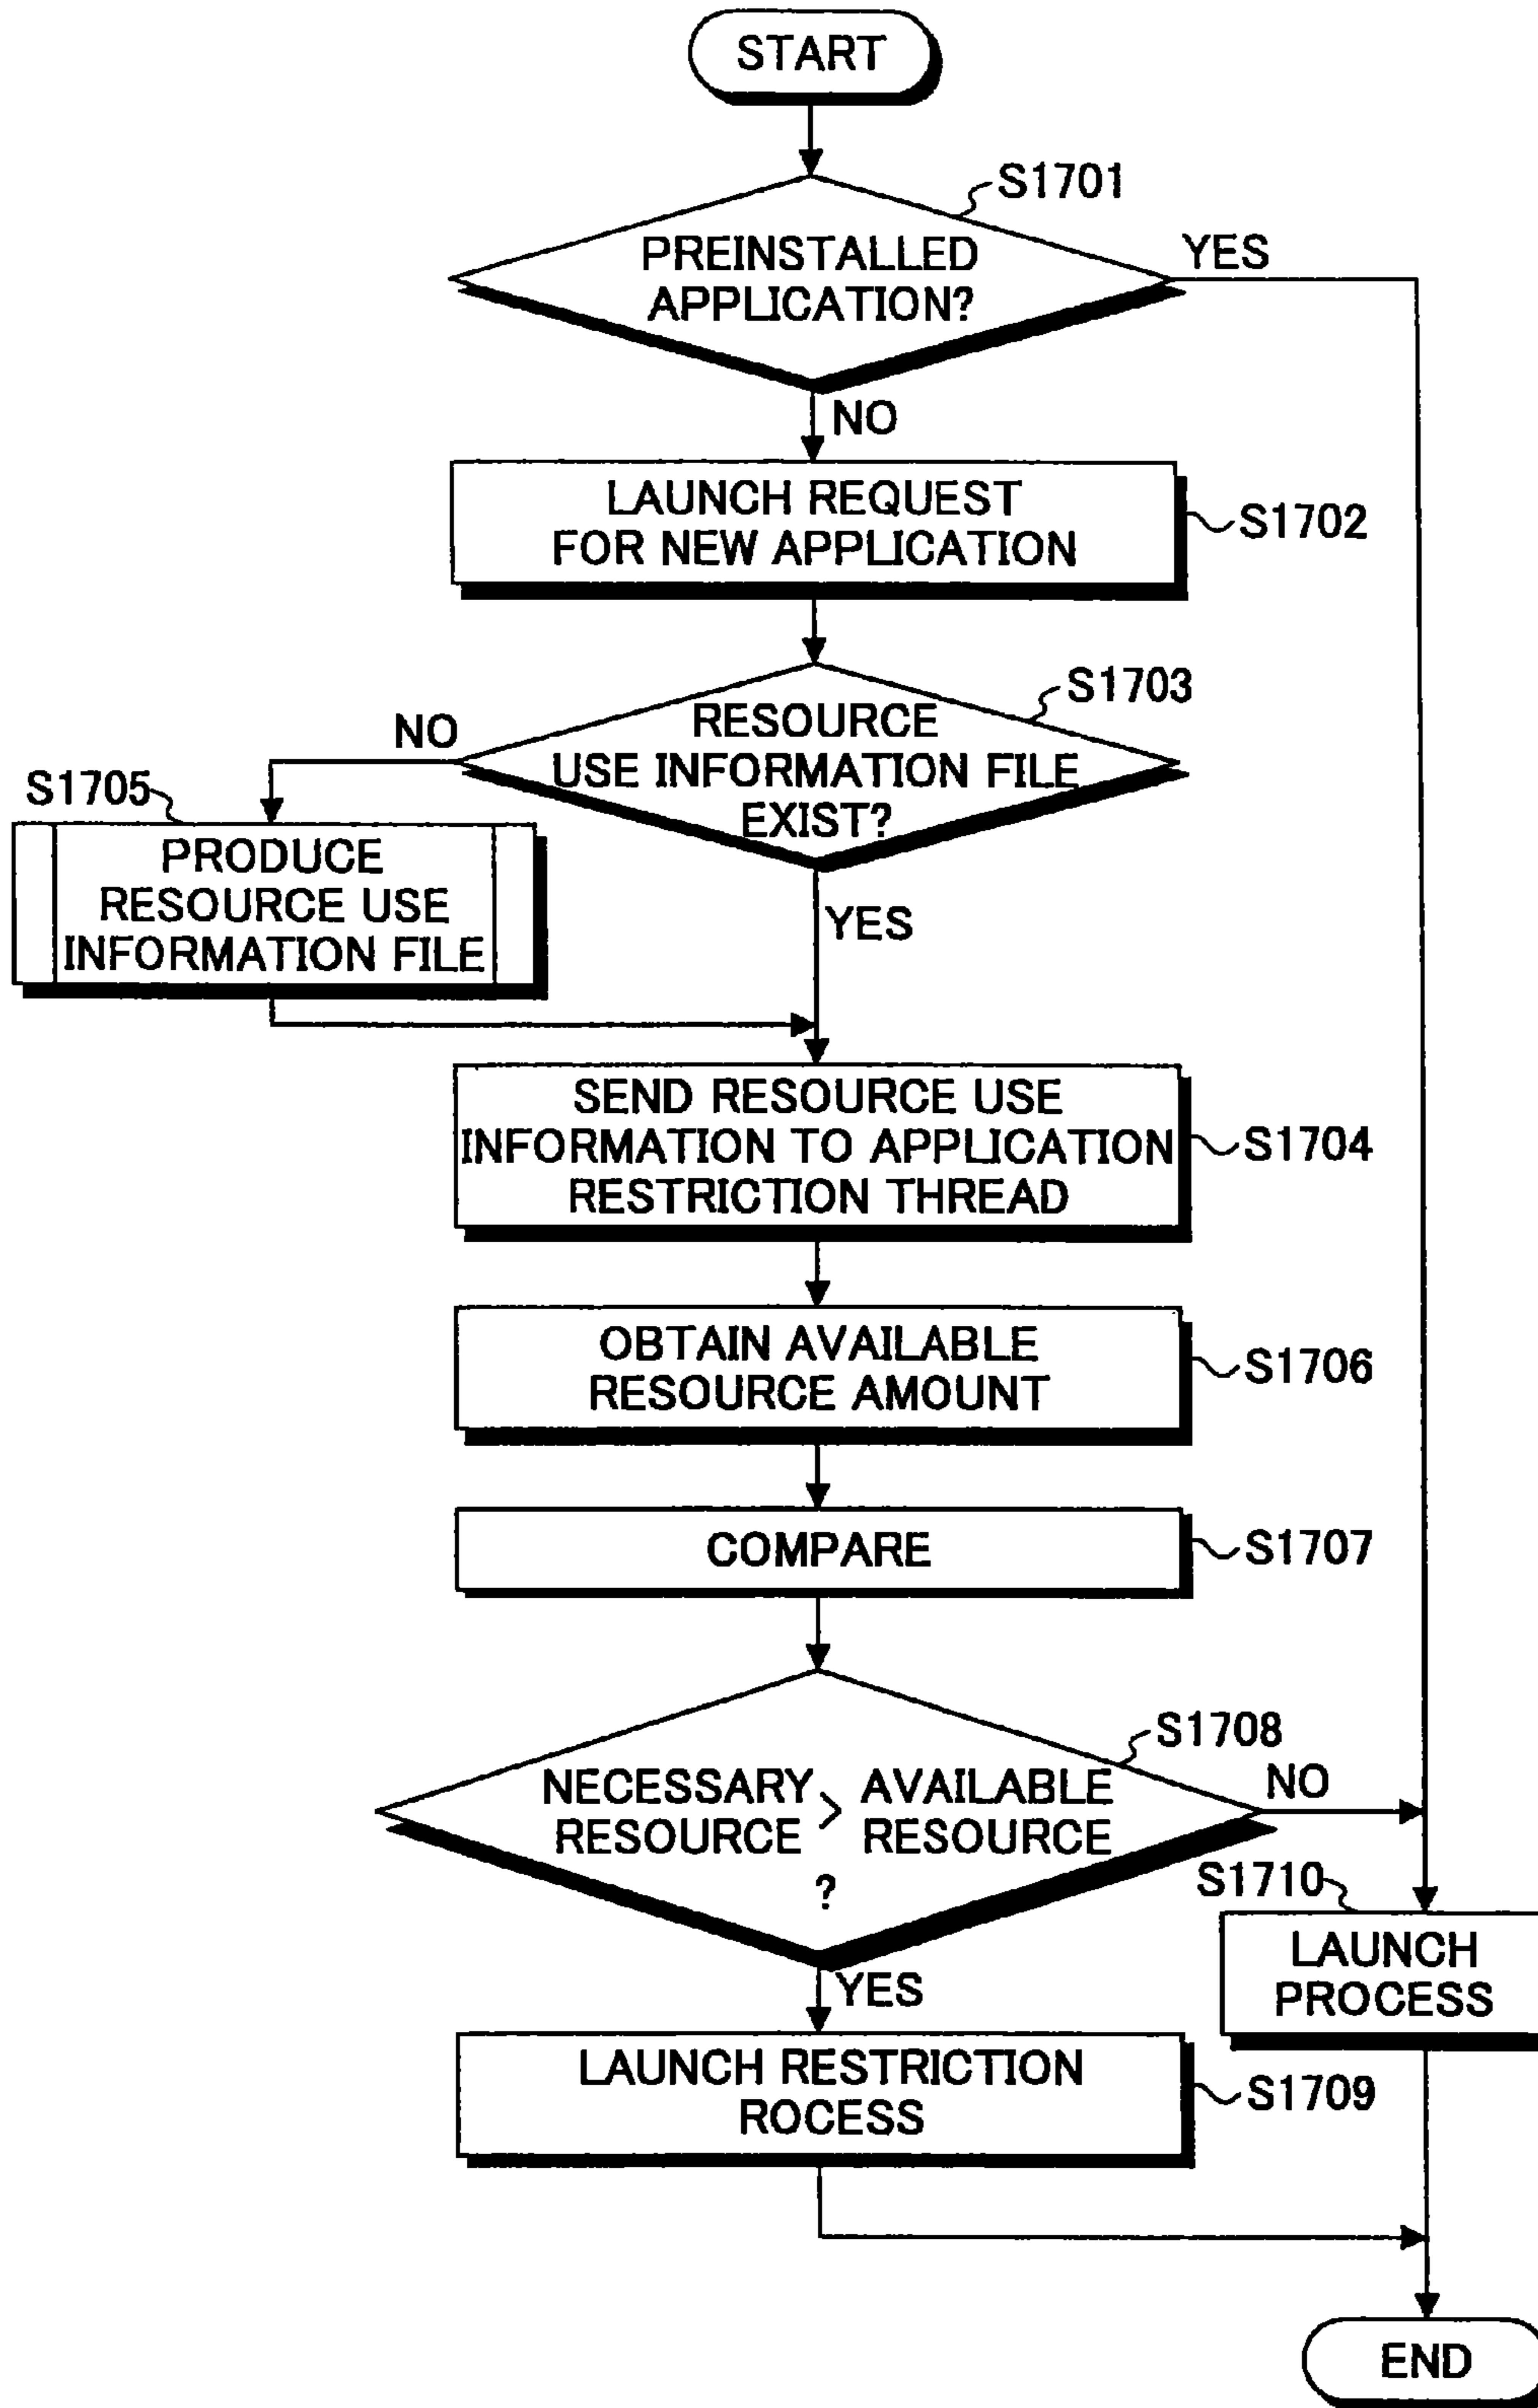 START
S1701
PREINSTALLED
APPLICATION?
YES
NO
LAUNCH REQUEST
FOR NEW APPLICATION
S1702
S1703
RESOURCE
USE INFORMATION FILE
EXIST?
NO
YES
S1705
PRODUCE
RESOURCE USE
INFORMATION FILE
SEND RESOURCE USE
INFORMATION TO APPLICATION
RESTRICTION THREAD
S1704
OBTAIN AVAILABLE
RESOURCE AMOUNT
S1706
COMPARE
S1707
S1708
NECESSARY > AVAILABLE
RESOURCE RESOURCE
?
NO
YES
S1710
LAUNCH
PROCESS
LAUNCH RESTRICTION
ROCESS
S1709
END